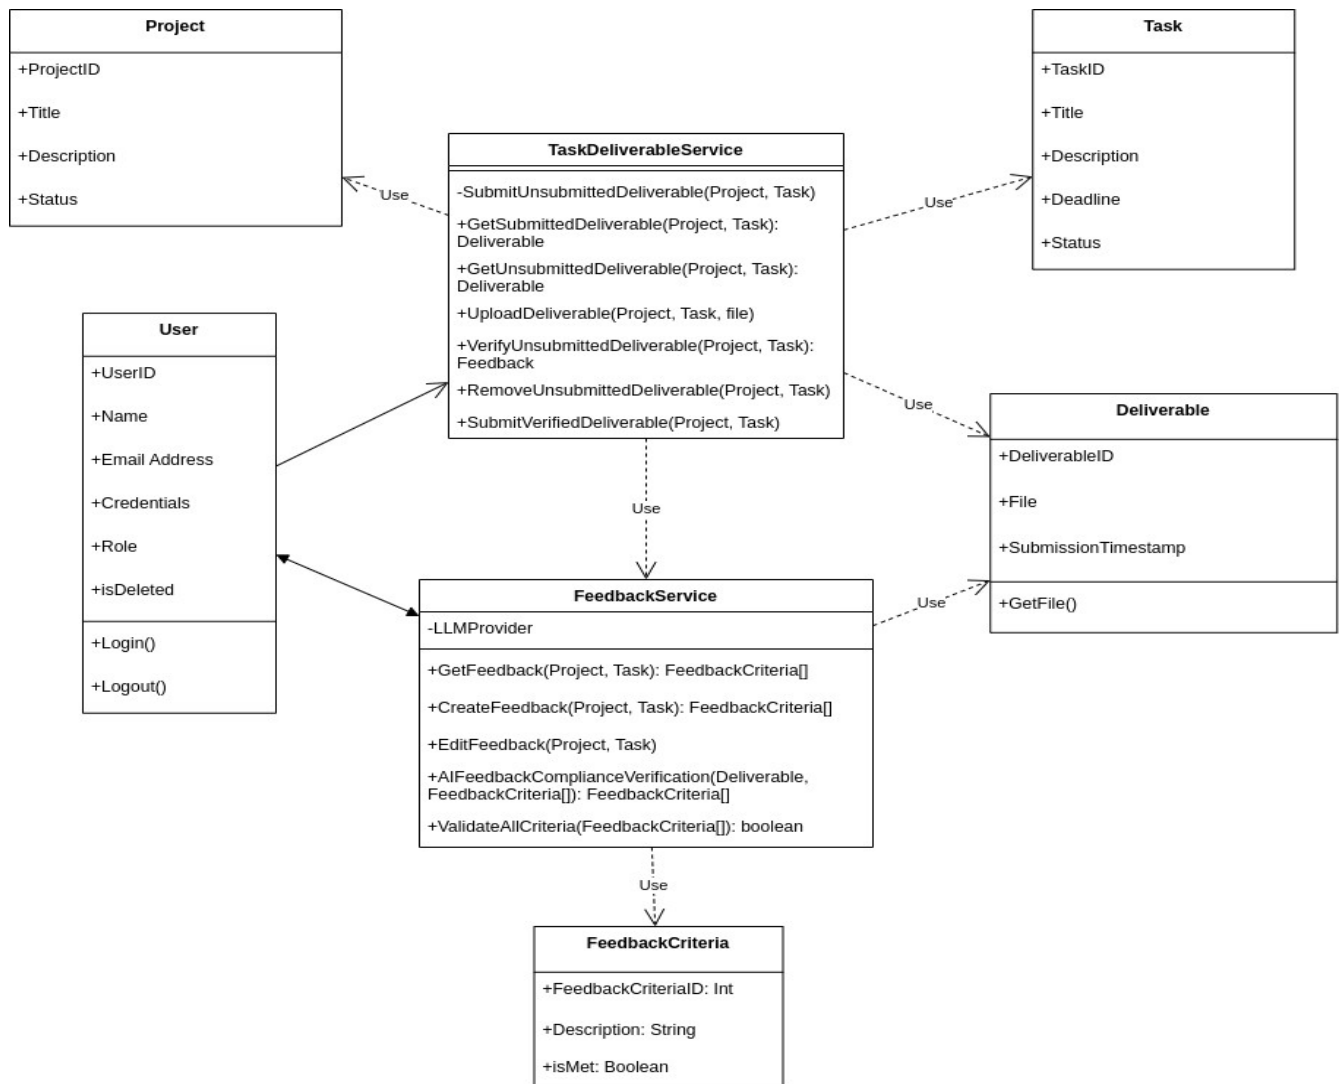 Project
+ProjectID
+Title
+Description
+Status
Task
+TaskID
+Title
+Description
+Deadline
+Status
TaskDeliverableService
-SubmitUnsubmittedDeliverable(Project, Task)
+GetSubmittedDeliverable(Project, Task):
Deliverable
+GetUnsubmittedDeliverable(Project, Task):
Deliverable
+UploadDeliverable(Project, Task, file)
+VerifyUnsubmittedDeliverable(Project, Task):
Feedback
+RemoveUnsubmittedDeliverable(Project, Task)
+SubmitVerifiedDeliverable(Project, Task)
Use
Use
Use
Use
User
+UserID
+Name
+Email Address
+Credentials
+Role
+isDeleted
+Login()
+Logout()
Deliverable
+DeliverableID
+File
+SubmissionTimestamp
+GetFile()
FeedbackService
-LLMProvider
+GetFeedback(Project, Task): FeedbackCriteria[]
+CreateFeedback(Project, Task): FeedbackCriteria[]
+EditFeedback(Project, Task)
+AIFeedbackComplianceVerification(Deliverable,
FeedbackCriteria[]): FeedbackCriteria[]
+ValidateAllCriteria(FeedbackCriteria[]): boolean
Use
Use
FeedbackCriteria
+FeedbackCriteriaID: Int
+Description: String
+isMet: Boolean